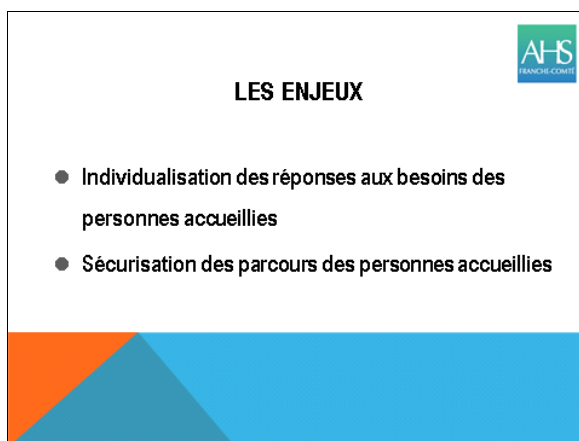 AHS
FRANCHE-COMTÉ
LES ENJEUX
Individualisation des réponses aux besoins des
personnes accueillies
Sécurisation des parcours des personnes accueillies